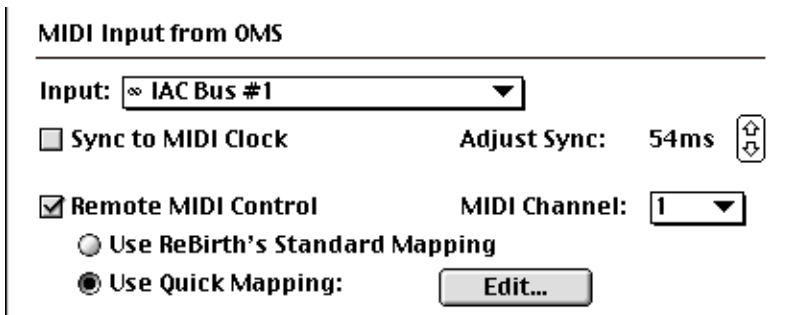 MIDI Input from OMS
Input: ∞ IAC Bus #1
Sync to MIDI Clock Adjust Sync: 54ms
Remote MIDI Control MIDI Channel: 1
Use ReBirth's Standard Mapping
Use Quick Mapping: Edit...